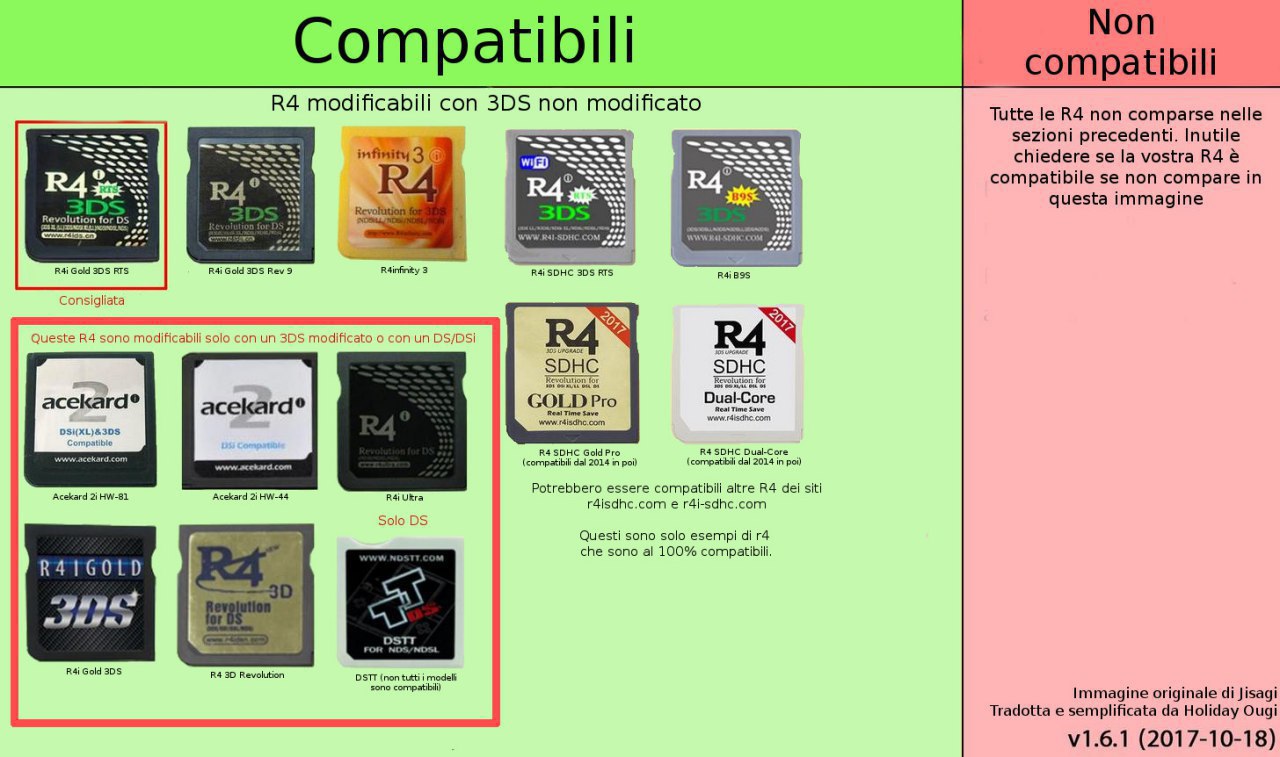 Compatibili
Non
compatibili
R4 modificabili con 3DS non modificato
Tutte le R4 non comparse nelle
sezioni precedenti. Inutile
chiedere se la vostra R4 è
compatibile se non compare in
questa immagine
R4i
RTS
3DS
Revolution for DS
www.r4ids.cn
R4i Gold 3DS RTS
Consigliata
R4i
3DS
Revolution for DS
R4i Gold 3DS Rev 9
infinity 3 i
R4
Revolution for 3DS
R4infinity 3
WiFi
R4i
RTS
3DS
WWW.R4I-SDHC.COM
R4i SDHC 3DS RTS
R4i
B9S
3DS
WWW.R4I-SDHC.COM
R4i B9S
Queste R4 sono modificabili solo con un 3DS modificato o con un DS/DSi
2
acekard i
DSi(XL)&3DS
Compatible
www.acekard.com
Acekard 2i HW-81
2
acekard i
DSi Compatible
www.acekard.com
Acekard 2i HW-44
R4i
Revolution for DS
www.r4ultra.com
R4i Ultra
Solo DS
2017
R4
3DS UPGRADE
SDHC
Revolution for
GOLD Pro
Real Time Save
www.r4isdhc.com
R4 SDHC Gold Pro
(compatibili dal 2014 in poi)
2017
R4
3DS UPGRADE
SDHC
Revolution for
Dual-Core
Real Time Save
www.r4isdhc.com
R4 SDHC Dual-Core
(compatibili dal 2014 in poi)
Potrebbero essere compatibili altre R4 dei siti
r4isdhc.com e r4i-sdhc.com
Questi sono solo esempi di r4
che sono al 100% compatibili.
R4IGOLD
3DS
R4i Gold 3DS
R4 NEW
3D
Revolution
for DS
R4 3D Revolution
WWW.NDSTT.COM
TT DS
DSTT
FOR NDS/NDSL
DSTT (non tutti i modelli
sono compatibili)
Immagine originale di Jisagi
Tradotta e semplificata da Holiday Ougi
v1.6.1 (2017-10-18)